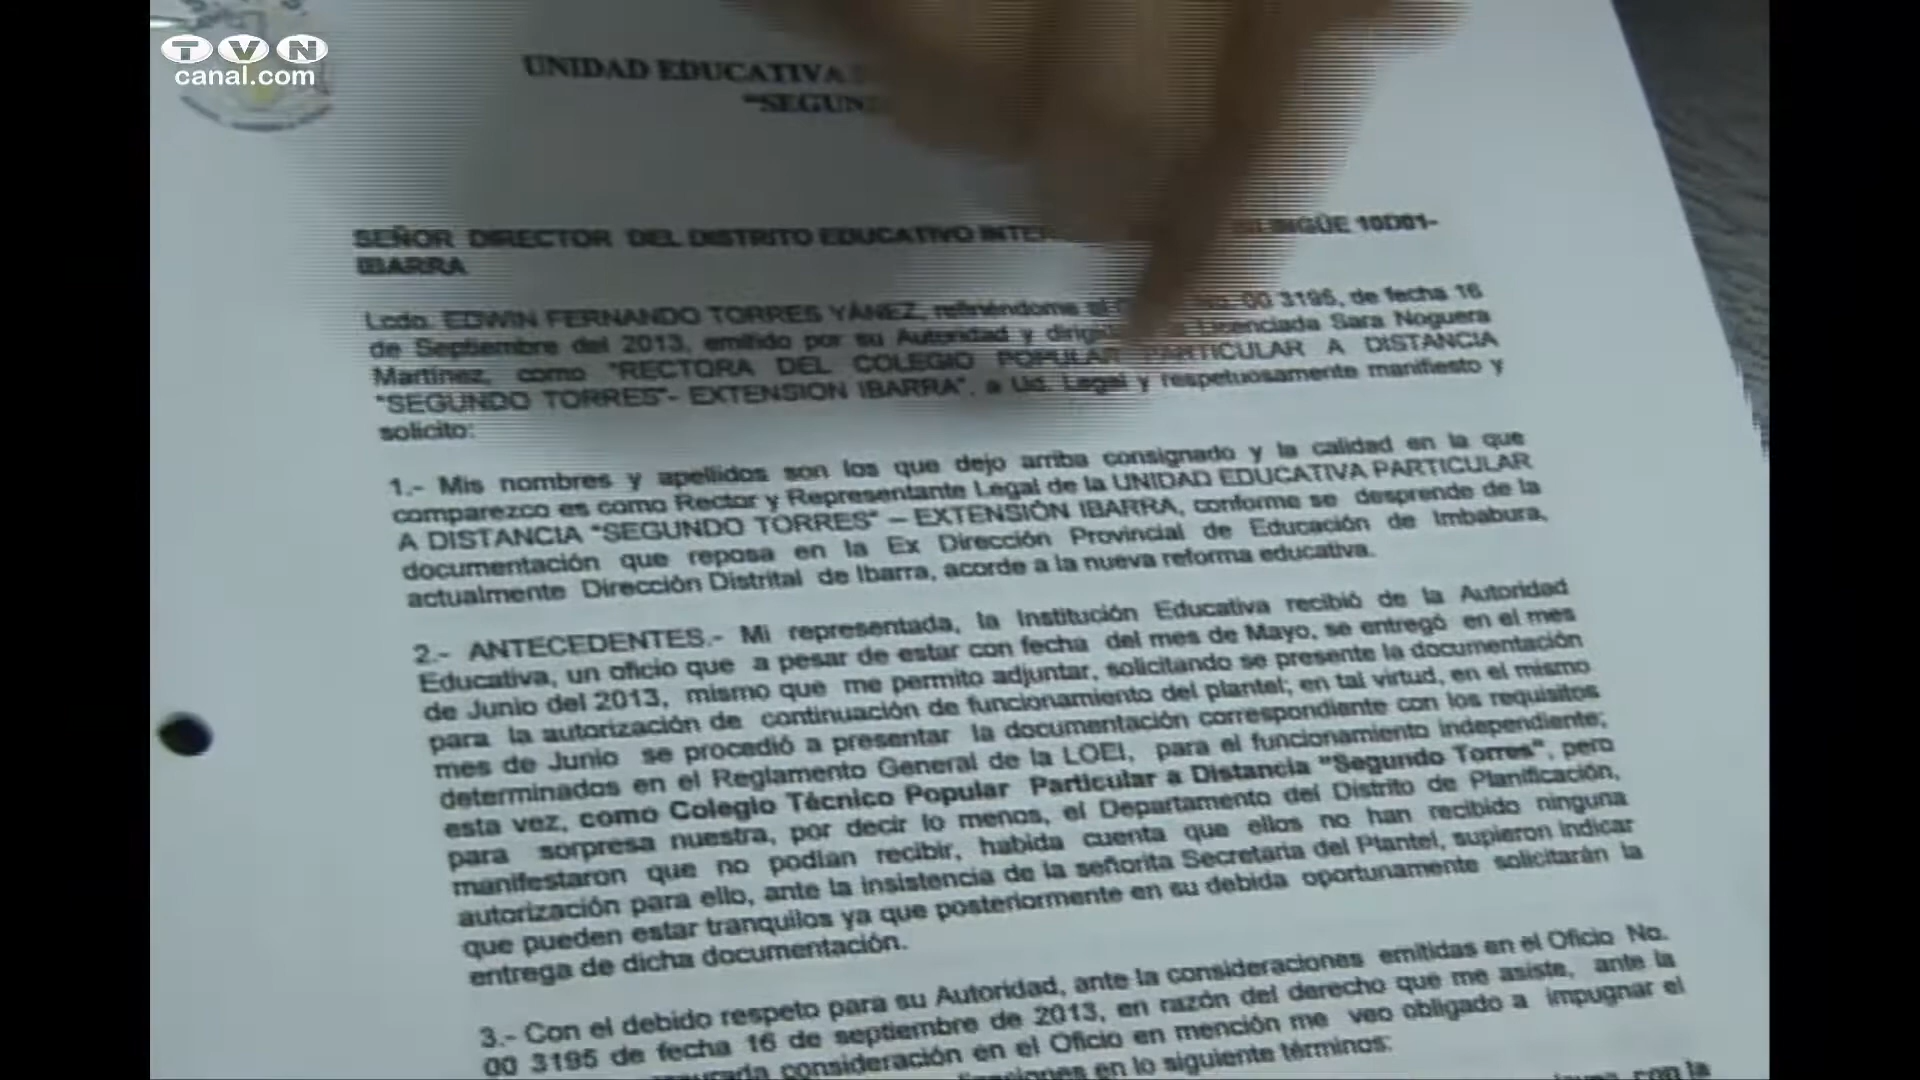 TVN
canal.com
UNIDAD EDUCATIVA
"SEGUN
SEÑOR DIRECTOR DEL DISTRITO EDUCATIVO INTE 10D01-
IBARRA
Lcdo. EDWIN FERNANDO TORRES YÁNEZ, refiriéndome al No. 00 3195, de fecha 16
de Septiembre del 2013, emitido por su Autoridad y Licenciada Sara Noguera
Martínez, como "RECTORA DEL COLEGIO POPULAR PARTICULAR A DISTANCIA
"SEGUNDO TORRES"- EXTENSION IBARRA", a Ud. Legal y respetuosamente manifiesto y
solicito:
1.- Mis nombres y apellidos son los que dejo arriba consignado y la calidad en la que
comparezco es como Rector y Representante Legal de la UNIDAD EDUCATIVA PARTICULAR
A DISTANCIA "SEGUNDO TORRES" – EXTENSIÓN IBARRA, conforme se desprende de la
documentación que reposa en la Ex Dirección Provincial de Educación de Imbabura,
actualmente Dirección Distrital de Ibarra, acorde a la nueva reforma educativa.
2.- ANTECEDENTES.- Mi representada, la Institución Educativa recibió de la Autoridad
Educativa, un oficio que a pesar de estar con fecha del mes de Mayo, se entregó en el mes
de Junio del 2013, mismo que me permito adjuntar, solicitando se presente la documentación
para la autorización de continuación de funcionamiento del plantel; en tal virtud, en el mismo
mes de Junio se procedió a presentar la documentación correspondiente con los requisitos
determinados en el Reglamento General de la LOEI, para el funcionamiento independiente;
esta vez, como Colegio Técnico Popular Particular a Distancia "Segundo Torres", pero
para sorpresa nuestra, por decir lo menos, el Departamento del Distrito de Planificación,
manifestaron que no podían recibir, habida cuenta que ellos no han recibido ninguna
autorización para ello, ante la insistencia de la señorita Secretaria del Plantel, supieron indicar
que pueden estar tranquilos ya que posteriormente en su debida oportunamente solicitarán la
entrega de dicha documentación.
3.- Con el debido respeto para su Autoridad, ante la consideraciones emitidas en el Oficio No.
00 3195 de fecha 16 de septiembre de 2013, en razón del derecho que me asiste, ante la
consideración en el Oficio en mención me veo obligado a impugnar el
en lo siguiente términos:
con la